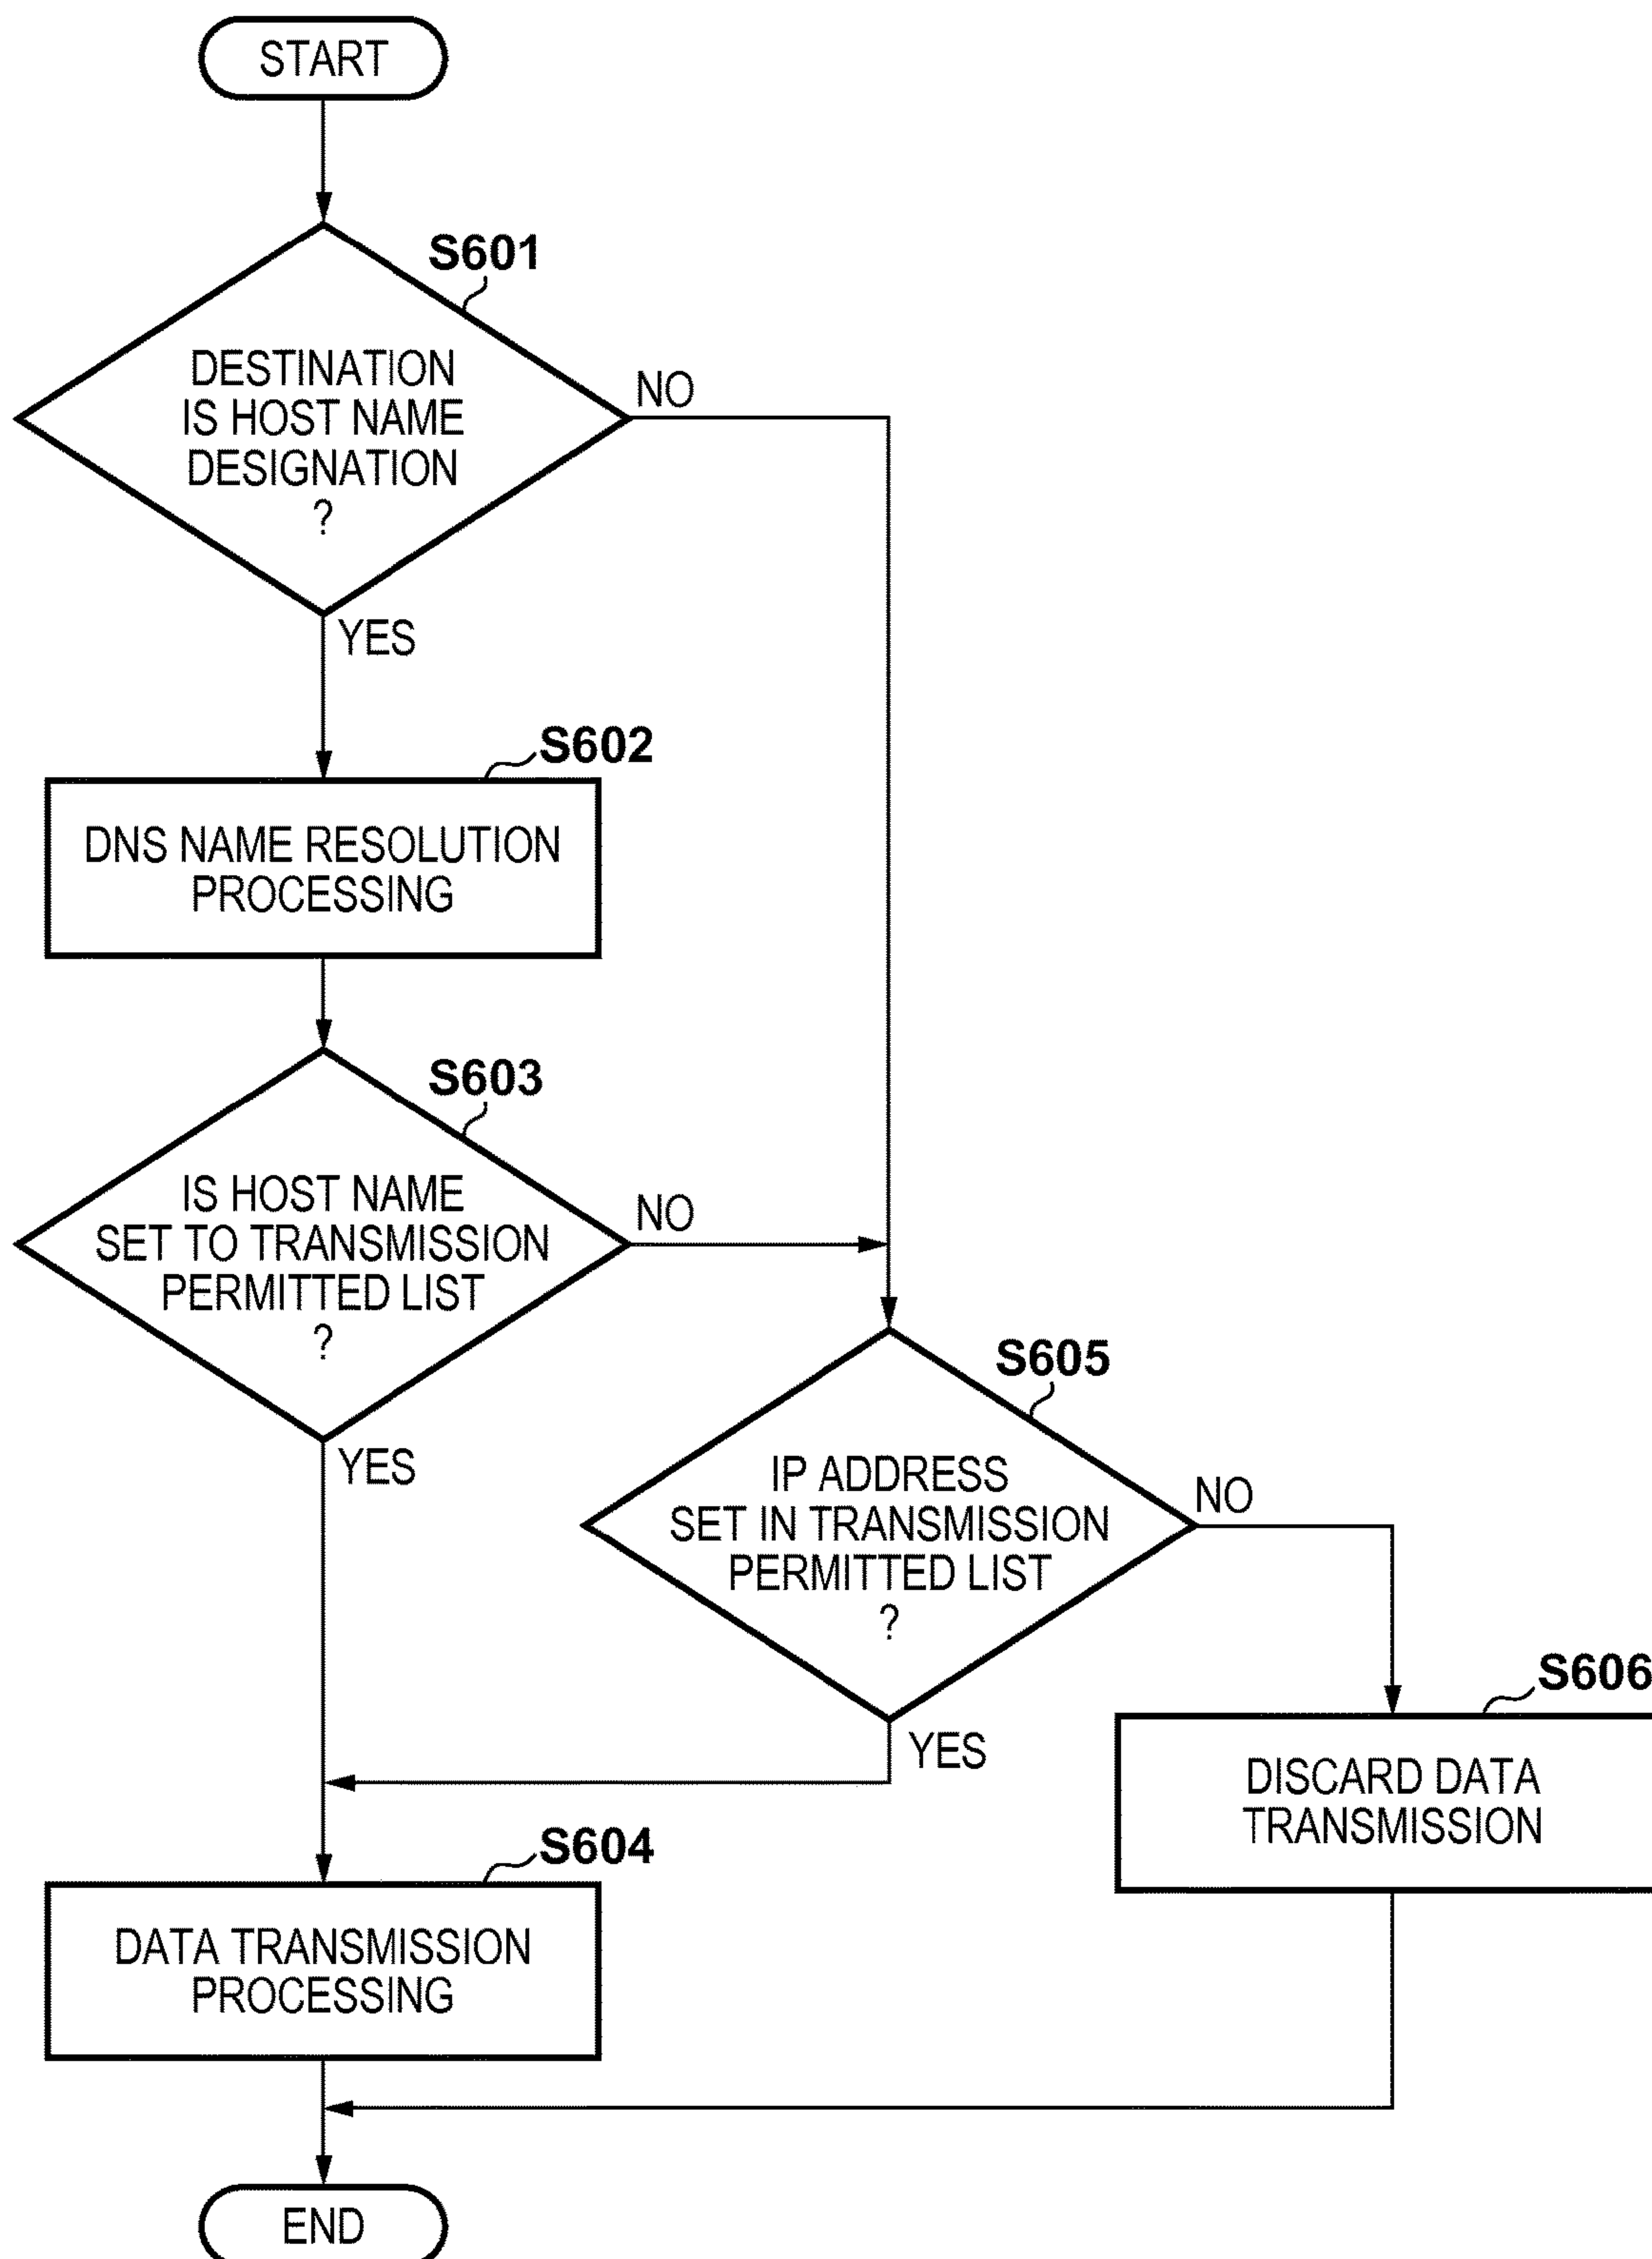 START
S601
DESTINATION
IS HOST NAME
DESIGNATION
?
NO
YES
S602
DNS NAME RESOLUTION
PROCESSING
S603
IS HOST NAME
SET TO TRANSMISSION
PERMITTED LIST
?
NO
YES
S605
IP ADDRESS
SET IN TRANSMISSION
PERMITTED LIST
?
NO
YES
S606
DISCARD DATA
TRANSMISSION
S604
DATA TRANSMISSION
PROCESSING
END